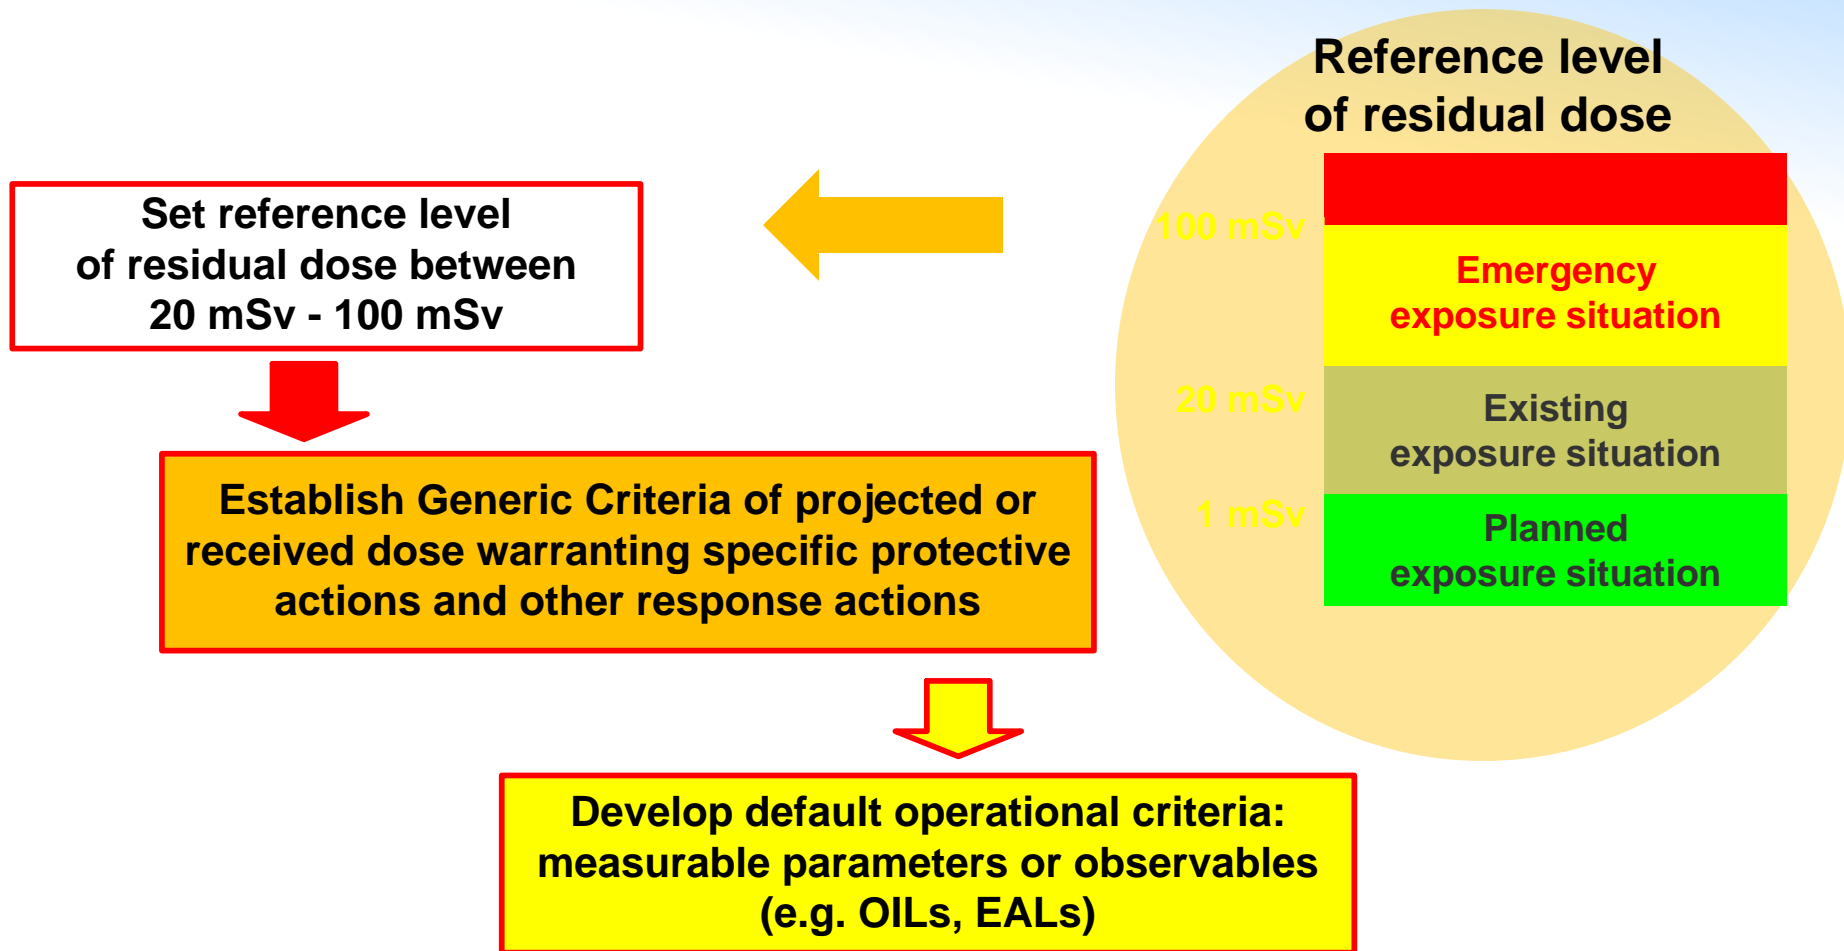 Reference level
of residual dose
Set reference level
of residual dose between
20 mSv - 100 mSv
100 mSv
Emergency
exposure situation
20 mSv
Existing
exposure situation
1 mSv
Planned
exposure situation
Establish Generic Criteria of projected or
received dose warranting specific protective
actions and other response actions
Develop default operational criteria:
measurable parameters or observables
(e.g. OILs, EALs)